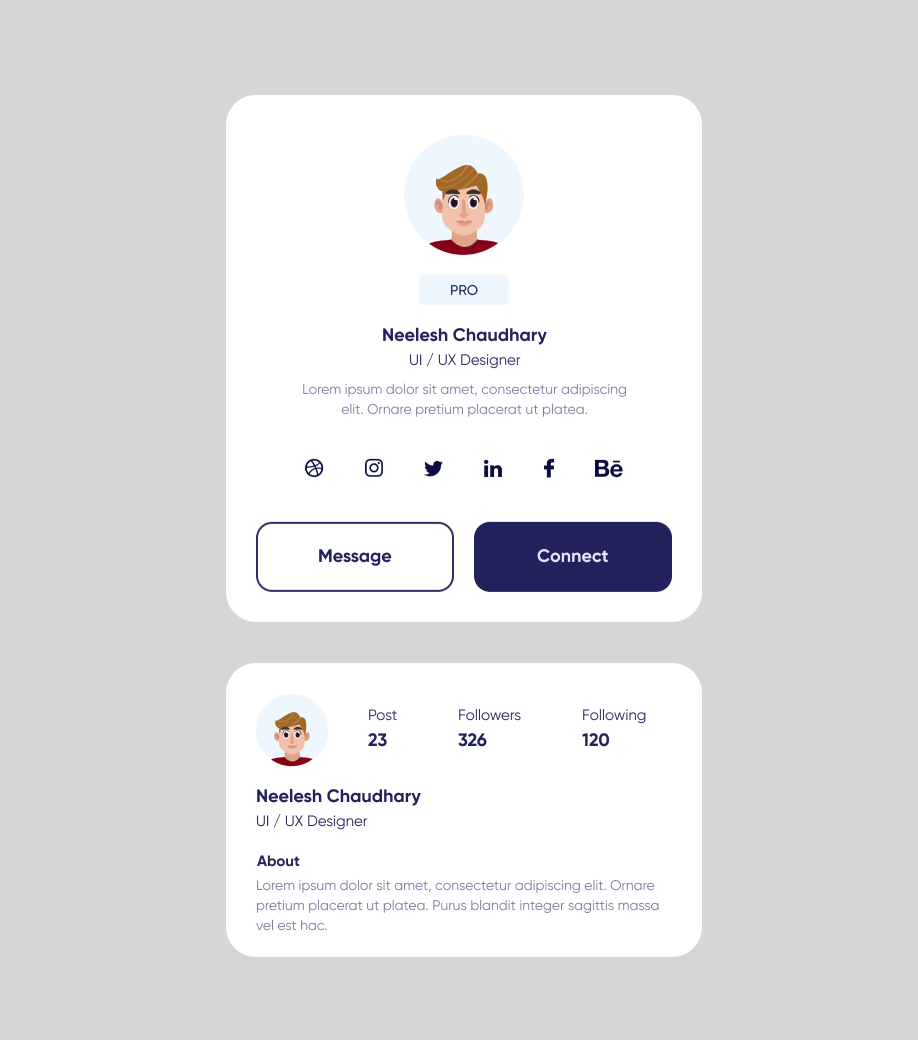 PRO
Neelesh Chaudhary
UI / UX Designer
Lorem ipsum dolor sit amet, consectetur adipiscing
elit. Ornare pretium placerat ut platea.
in f Bē
Message Connect
Post Followers Following
23 326 120
Neelesh Chaudhary
UI / UX Designer
About
Lorem ipsum dolor sit amet, consectetur adipiscing elit. Ornare
pretium placerat ut platea. Purus blandit integer sagittis massa
vel est hac.